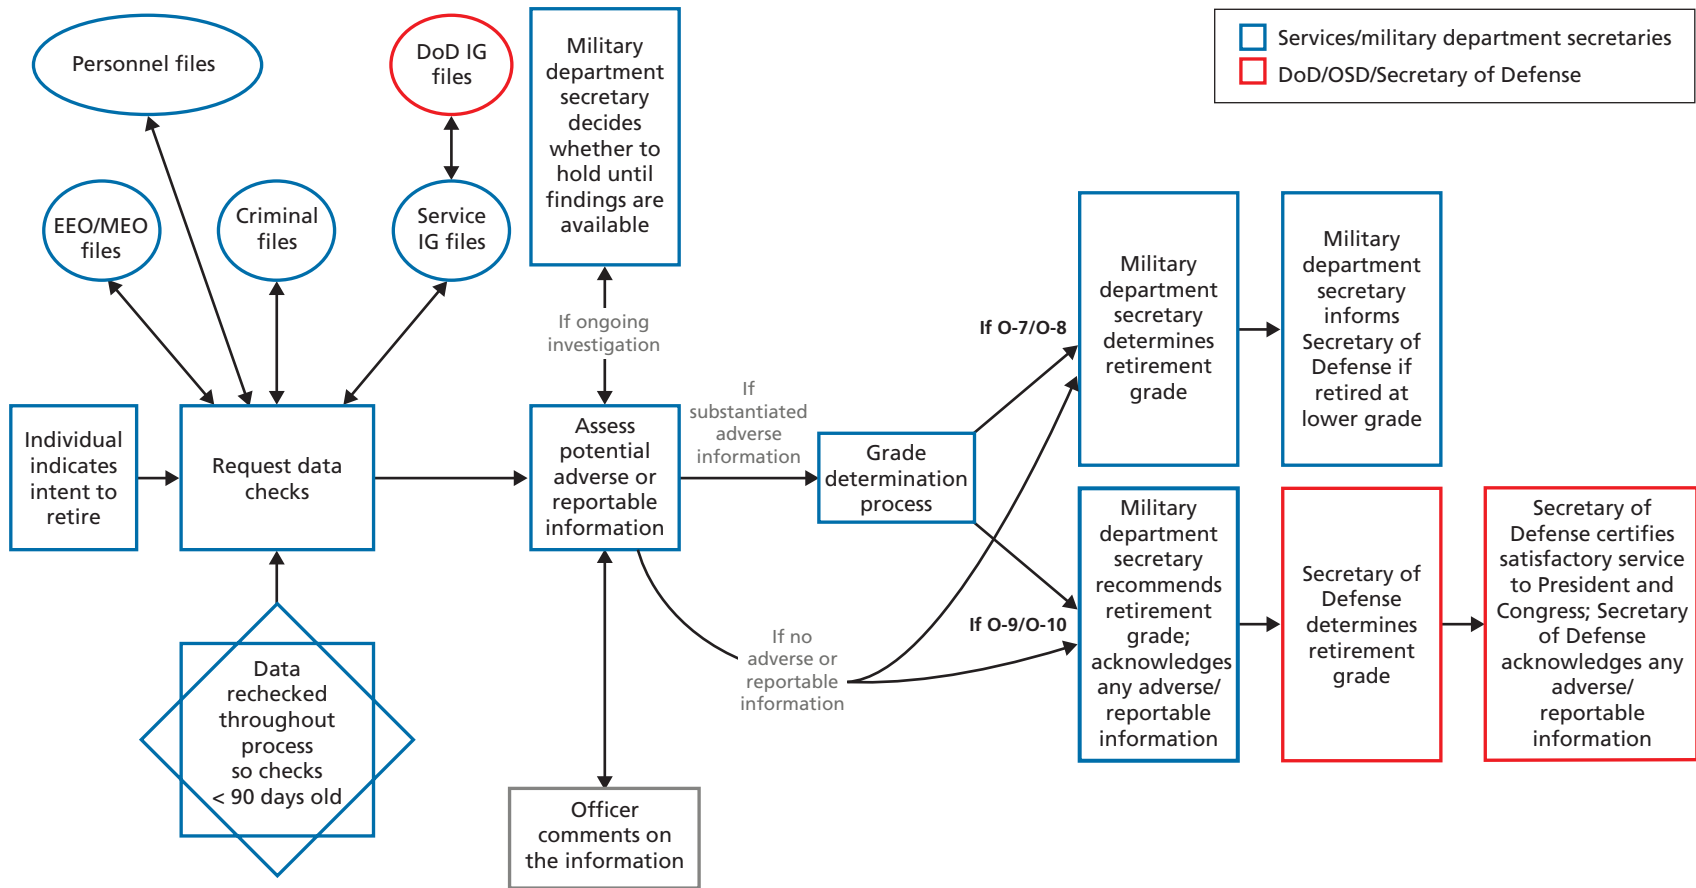 Personnel files
DoD IG
files
Military
department
secretary
decides
whether to
hold until
findings are
available
Services/military department secretaries
DoD/OSD/Secretary of Defense
EEO/MEO
files
Criminal
files
Service
IG files
If ongoing
investigation
Individual
indicates
intent to
retire
Request data
checks
Assess
potential
adverse or
reportable
information
If
substantiated
adverse
information
Grade
determination
process
If O-7/O-8
Military
department
secretary
determines
retirement
grade
Military
department
secretary
informs
Secretary of
Defense if
retired at
lower grade
If no
adverse or
reportable
information
If O-9/O-10
Military
department
secretary
recommends
retirement
grade;
acknowledges
any adverse/
reportable
information
Secretary of
Defense
determines
retirement
grade
Secretary of
Defense certifies
satisfactory service
to President and
Congress; Secretary
of Defense
acknowledges any
adverse/
reportable
information
Data
rechecked
throughout
process
so checks
< 90 days old
Officer
comments on
the information